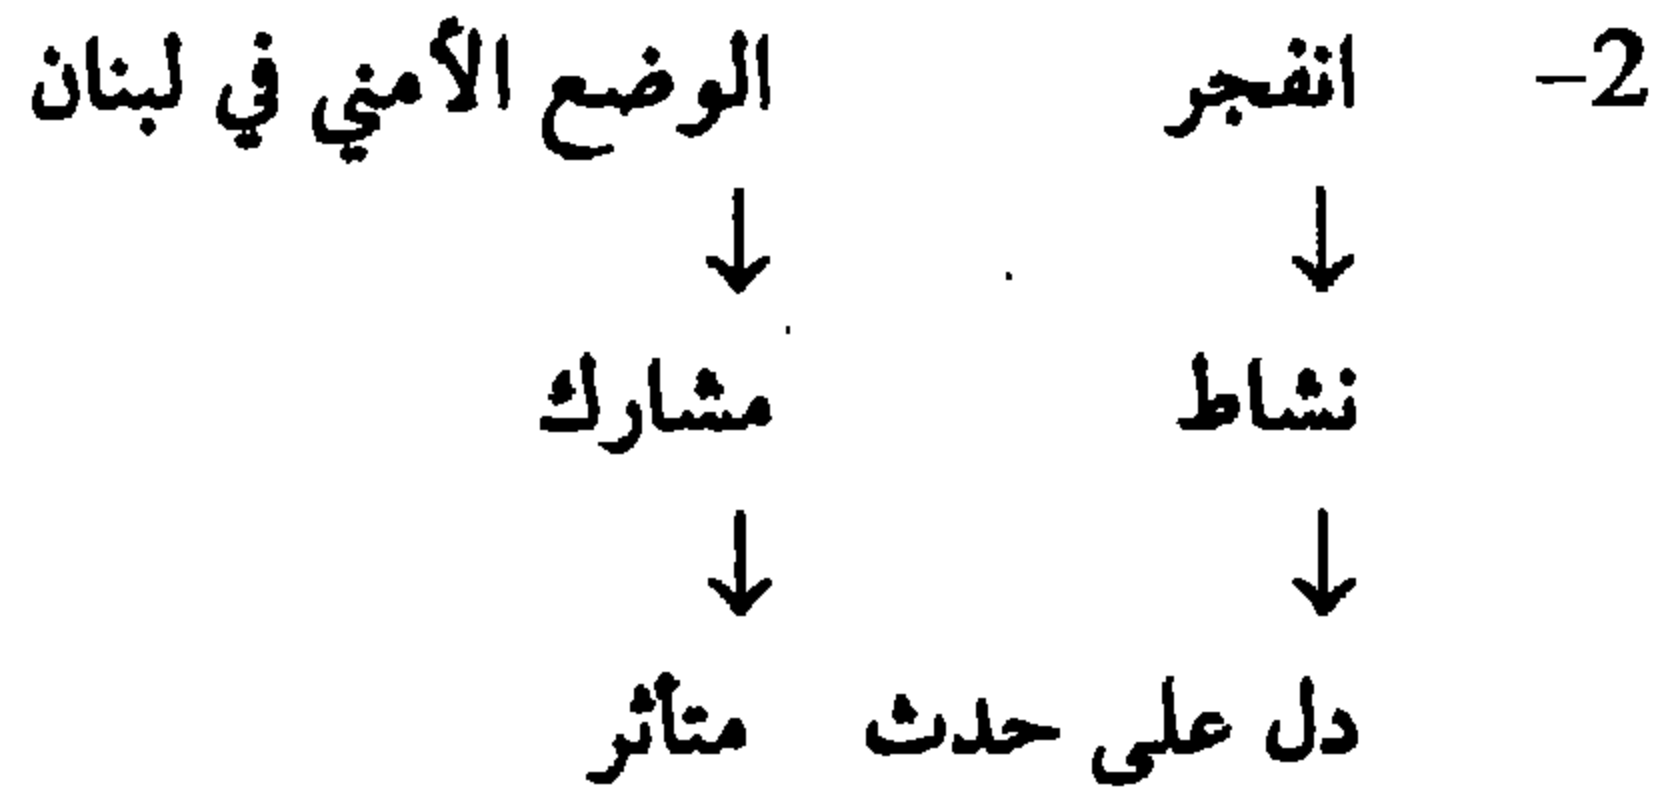 2- انفجر الوضع الأمني في لبنان
↓ ↓
نشاط مشارك
↓ ↓
دل على حدث متأثر